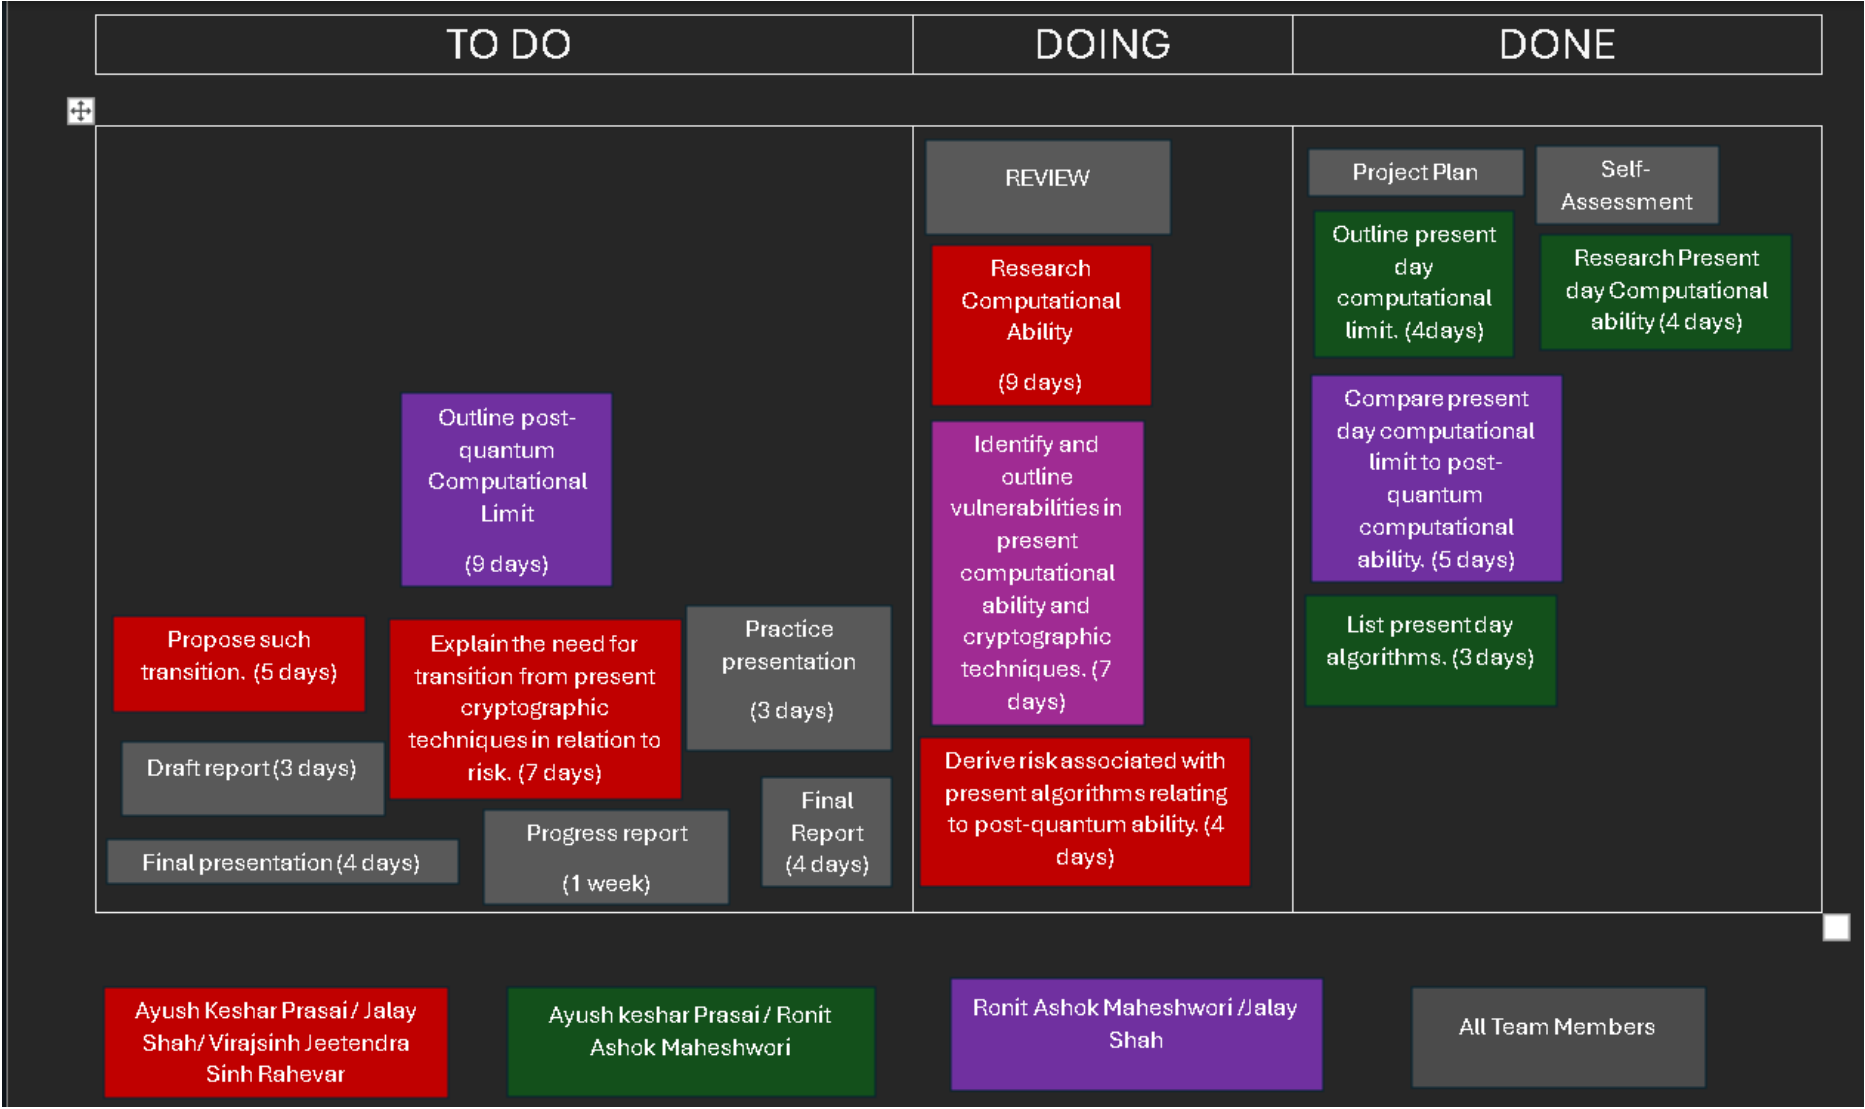 TO DO
DOING
DONE
Outline post-
quantum
Computational
Limit
(9 days)
Propose such
transition. (5 days)
Explain the need for
transition from present
cryptographic
techniques in relation to
risk. (7 days)
Practice
presentation
(3 days)
Draft report (3 days)
Final
Report
(4 days)
Progress report
(1 week)
Final presentation (4 days)
REVIEW
Research
Computational
Ability
(9 days)
Identify and
outline
vulnerabilities in
present
computational
ability and
cryptographic
techniques. (7
days)
Derive risk associated with
present algorithms relating
to post-quantum ability. (4
days)
Project Plan
Self-
Assessment
Outline present
day
computational
limit. (4days)
Research Present
day Computational
ability (4 days)
Compare present
day computational
limit to post-
quantum
computational
ability. (5 days)
List present day
algorithms. (3 days)
Ayush Keshar Prasai / Jalay
Shah/ Virajsinh Jeetendra
Sinh Rahevar
Ayush keshar Prasai / Ronit
Ashok Maheshwori
Ronit Ashok Maheshwori /Jalay
Shah
All Team Members